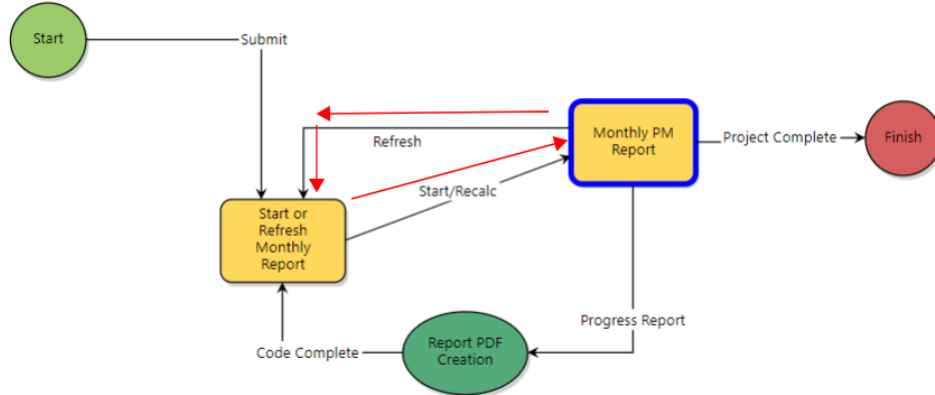 Start
Submit
Refresh
Monthly PM
Report
Project Complete
Finish
Start/Recalc
Start or
Refresh
Monthly
Report
Progress Report
Code Complete
Report PDF
Creation